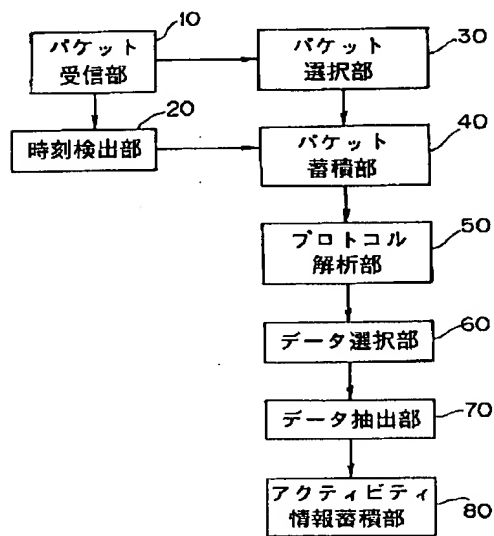 10
パケット
受信部
30
パケット
選択部
20
時刻検出部
40
パケット
蓄積部
50
プロトコル
解析部
60
データ選択部
70
データ抽出部
アクティビティ
情報蓄積部
80